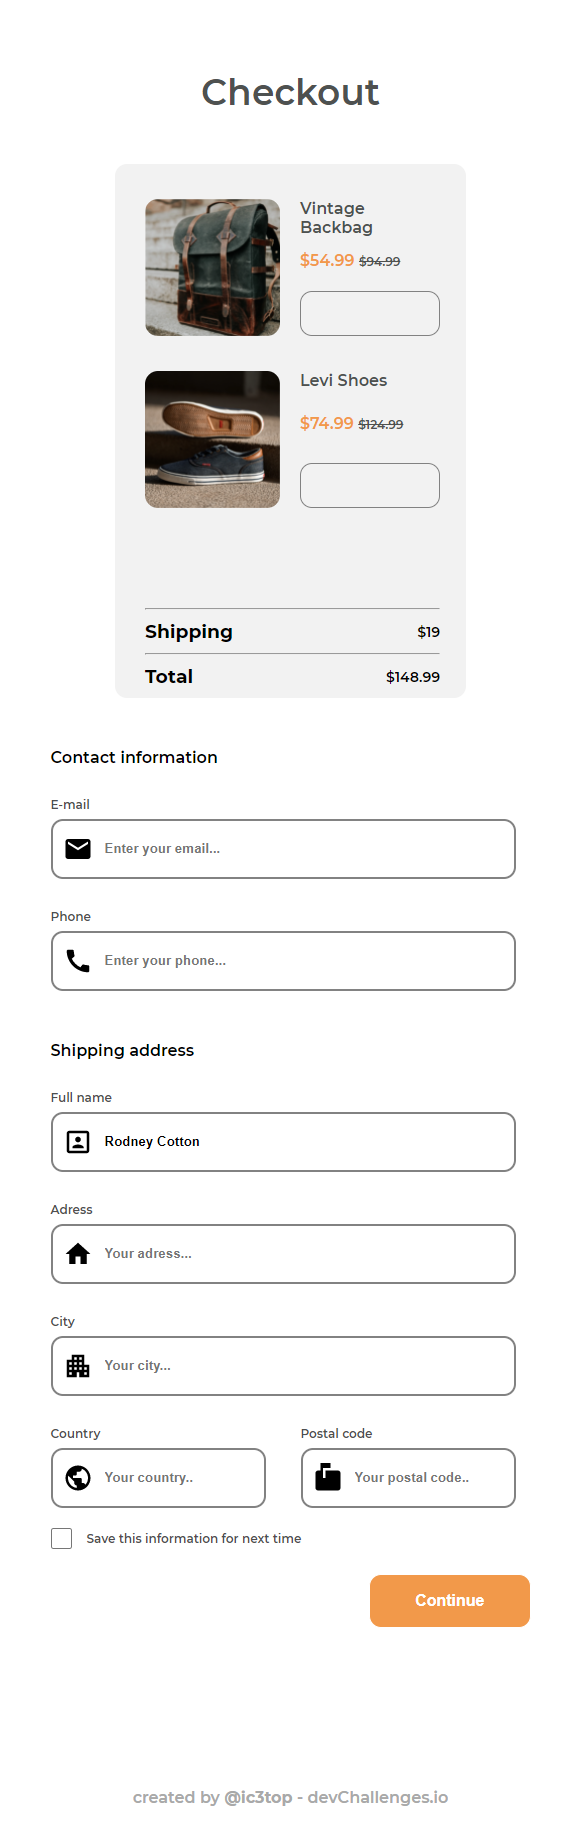 Checkout
Vintage
Backbag
$54.99 $94.99
Levi Shoes
$74.99 $124.99
Shipping $19
Total $148.99
Contact information
E-mail
Enter your email...
Phone
Enter your phone...
Shipping address
Full name
Rodney Cotton
Adress
Your adress...
City
Your city...
Country Postal code
Your country.. Your postal code..
Save this information for next time
Continue
created by @ic3top - devChallenges.io